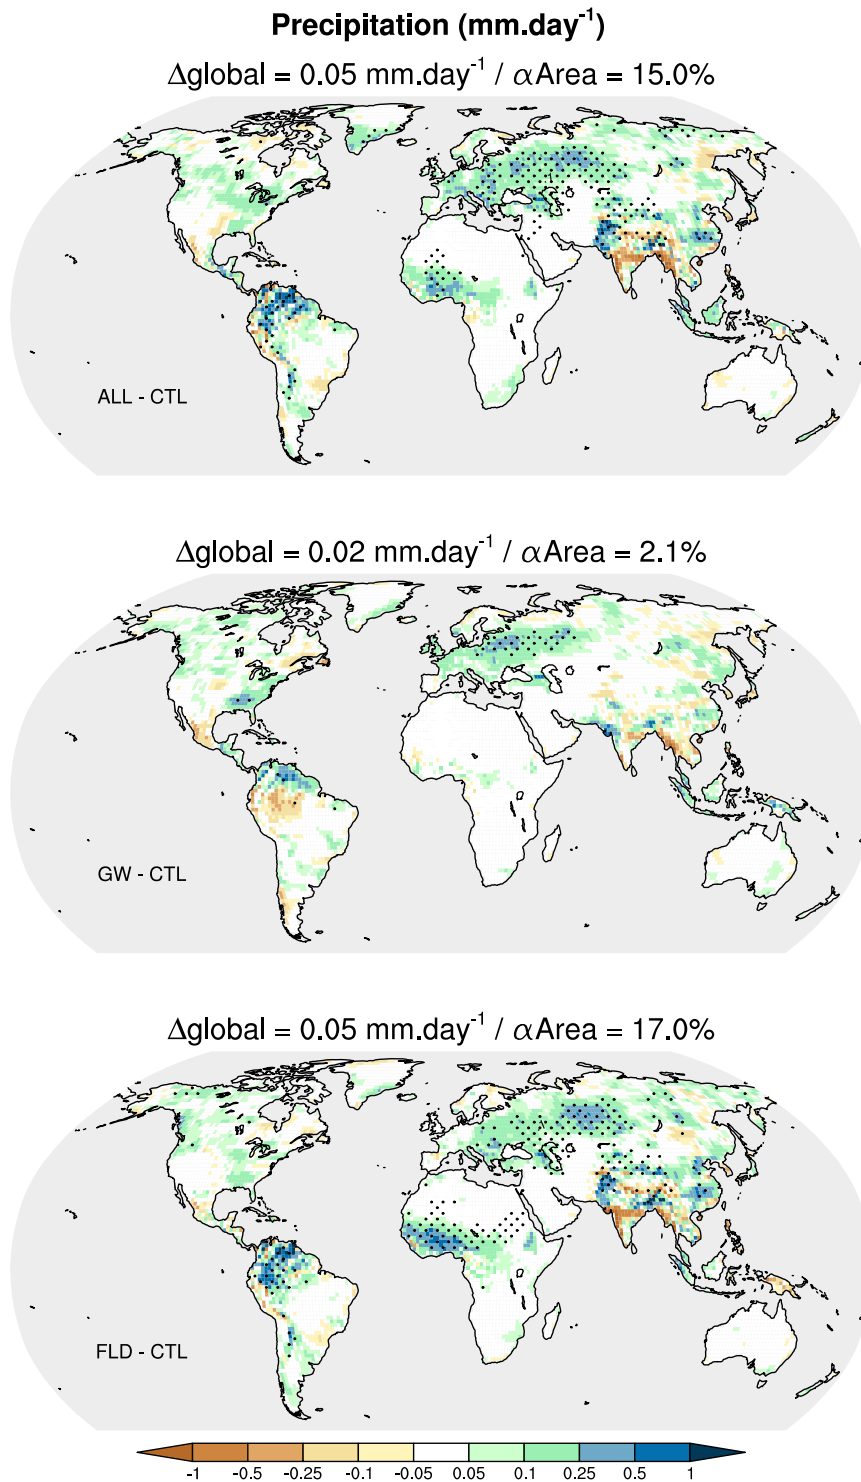 Precipitation (mm.day⁻¹)
Δglobal = 0.05 mm.day⁻¹ / αArea = 15.0%
ALL - CTL
Δglobal = 0.02 mm.day⁻¹ / αArea = 2.1%
GW - CTL
Δglobal = 0.05 mm.day⁻¹ / αArea = 17.0%
FLD - CTL
-1 -0.5 -0.25 -0.1 -0.05 0.05 0.1 0.25 0.5 1